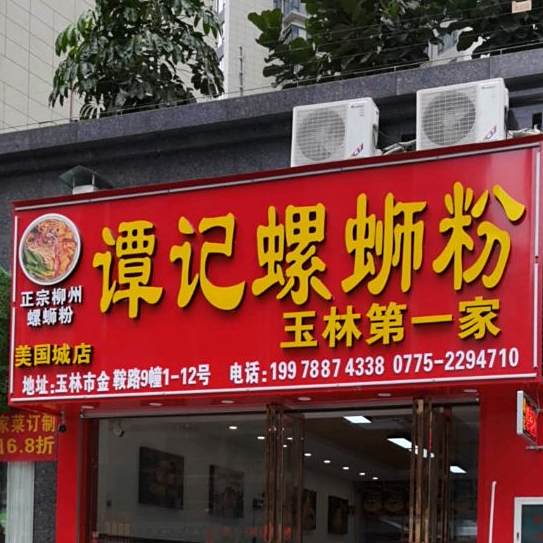 谭记螺蛳粉
正宗柳州
螺蛳粉
玉林第一家
美国城店
地址:玉林市金鞍路9幢1-12号 电话:199 7887 4338 0775-2294710
家菜订制
16.8折